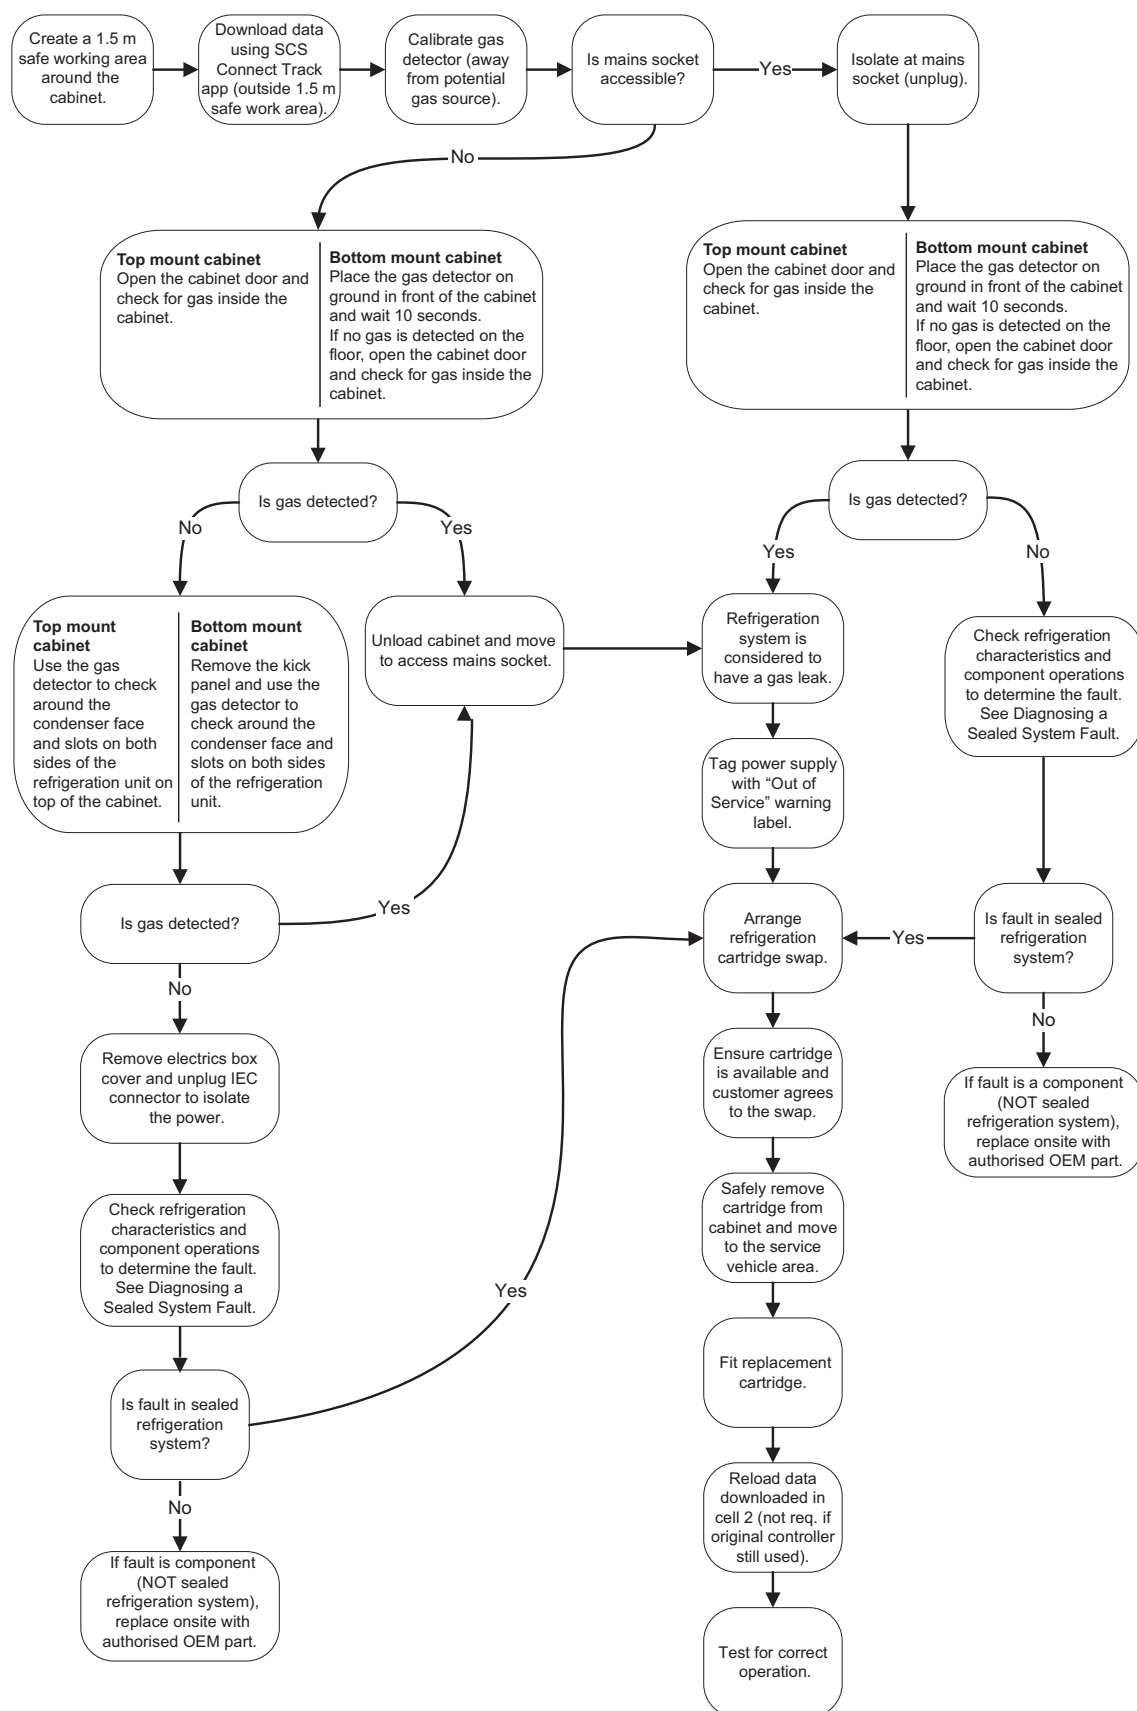 Create a 1.5 m
safe working area
around the
cabinet.
Download data
using SCS
Connect Track
app (outside 1.5 m
safe work area).
Calibrate gas
detector (away
from potential
gas source).
Is mains socket
accessible?
Yes
Isolate at mains
socket (unplug).
No
Top mount cabinet
Open the cabinet door and
check for gas inside the
cabinet.
Bottom mount cabinet
Place the gas detector on
ground in front of the cabinet
and wait 10 seconds.
If no gas is detected on the
floor, open the cabinet door
and check for gas inside the
cabinet.
Top mount cabinet
Open the cabinet door and
check for gas inside the
cabinet.
Bottom mount cabinet
Place the gas detector on
ground in front of the cabinet
and wait 10 seconds.
If no gas is detected on the
floor, open the cabinet door
and check for gas inside the
cabinet.
Is gas detected?
No
Yes
Is gas detected?
Yes
No
Top mount
cabinet
Use the gas
detector to check
around the
condenser face
and slots on both
sides of the
refrigeration unit on
top of the cabinet.
Bottom mount
cabinet
Remove the kick
panel and use the
gas detector to
check around the
condenser face and
slots on both sides
of the refrigeration
unit.
Unload cabinet and move
to access mains socket.
Refrigeration
system is
considered to
have a gas leak.
Check refrigeration
characteristics and
component operations
to determine the fault.
See Diagnosing a
Sealed System Fault.
Tag power supply
with “Out of
Service” warning
label.
Is gas detected?
Yes
Arrange
refrigeration
cartridge swap.
Yes
Is fault in sealed
refrigeration
system?
No
No
Remove electrics box
cover and unplug IEC
connector to isolate
the power.
Ensure cartridge
is available and
customer agrees
to the swap.
If fault is a component
(NOT sealed
refrigeration system),
replace onsite with
authorised OEM part.
Check refrigeration
characteristics and
component operations
to determine the fault.
See Diagnosing a
Sealed System Fault.
Yes
Safely remove
cartridge from
cabinet and move
to the service
vehicle area.
Is fault in sealed
refrigeration
system?
Fit replacement
cartridge.
No
Reload data
downloaded in
cell 2 (not req. if
original controller
still used).
If fault is component
(NOT sealed
refrigeration system),
replace onsite with
authorised OEM part.
Test for correct
operation.